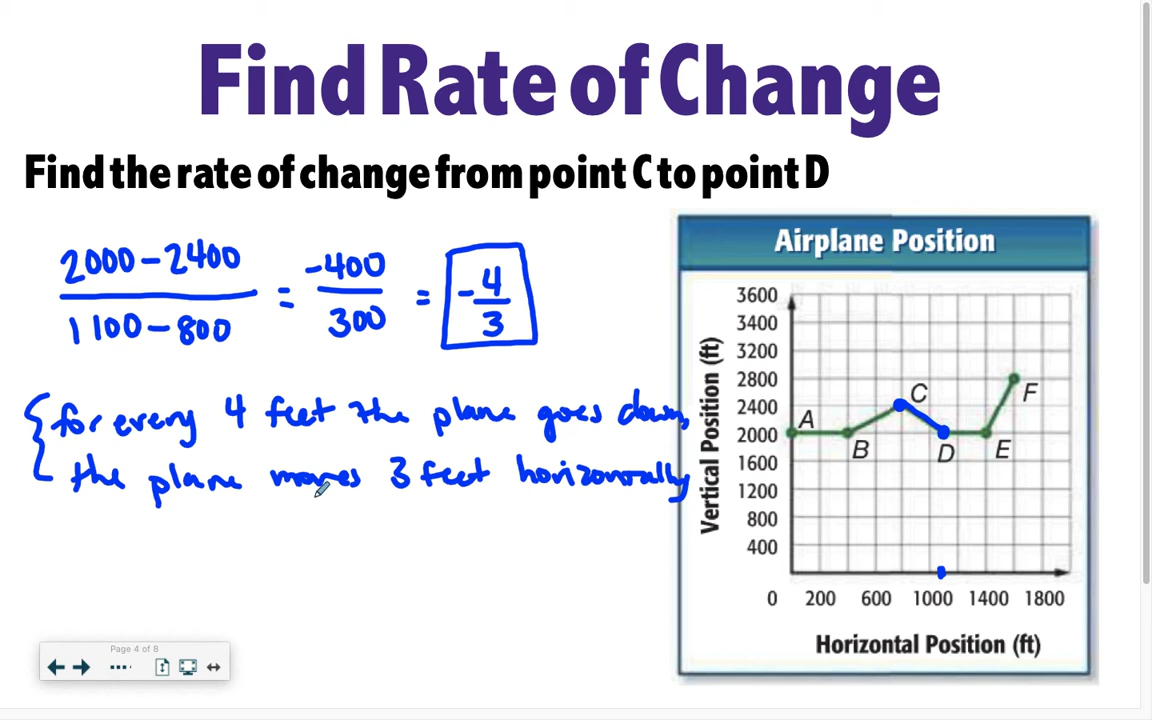 Find Rate of Change
Find the rate of change from point C to point D
2000-2400
1100-800
=
-400
300
=
-4
3
for every 4 feet the plane goes down,
the plane moves 3 feet horizontally
Airplane Position
Vertical Position (ft)
3600
3400
3200
2800
2400
2000
1600
1200
800
400
A
B
C
D
E
F
0 200 600 1000 1400 1800
Horizontal Position (ft)
Page 4 of 8